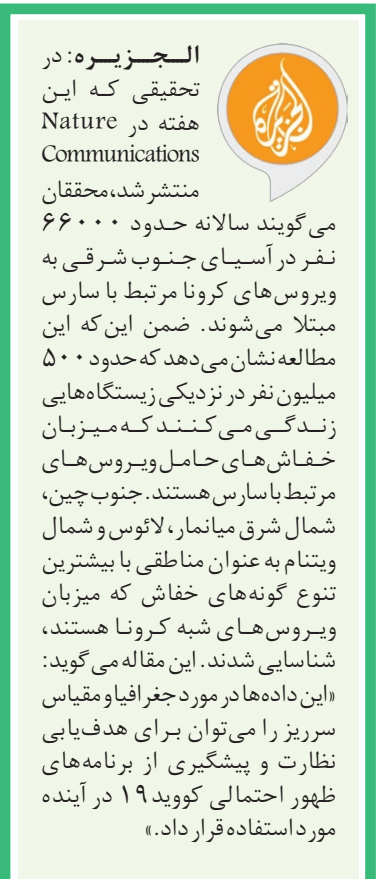 الـجـزیـره: در
تحقیقی که این
هفته در Nature
Communications
منتشر شد،محققان
می گویند سالانه حدود ۶۶۰۰۰
نفر در آسیای جنوب شرقی به
ویروس‌های کرونا مرتبط با سارس
مبتلا می‌شوند. ضمن این که این
مطالعه نشان می‌دهد که حدود ۵۰۰
میلیون نفر در نزدیکی زیستگاه‌هایی
زندگی می کنند که میزبان
خفاش‌های حامل ویروس‌های
مرتبط با سارس هستند. جنوب چین،
شمال شرق میانمار، لائوس و شمال
ویتنام به عنوان مناطقی با بیشترین
تنوع گونه‌های خفاش که میزبان
ویروس‌های شبه کرونا هستند،
شناسایی شدند. این مقاله می گوید:
«این داده‌ها در مورد جغرافیا و مقیاس
سرریز را می‌توان برای هدف‌یابی
نظارت و پیشگیری از برنامه‌های
ظهور احتمالی کووید ۱۹ در آینده
مورد استفاده قرار داد.»